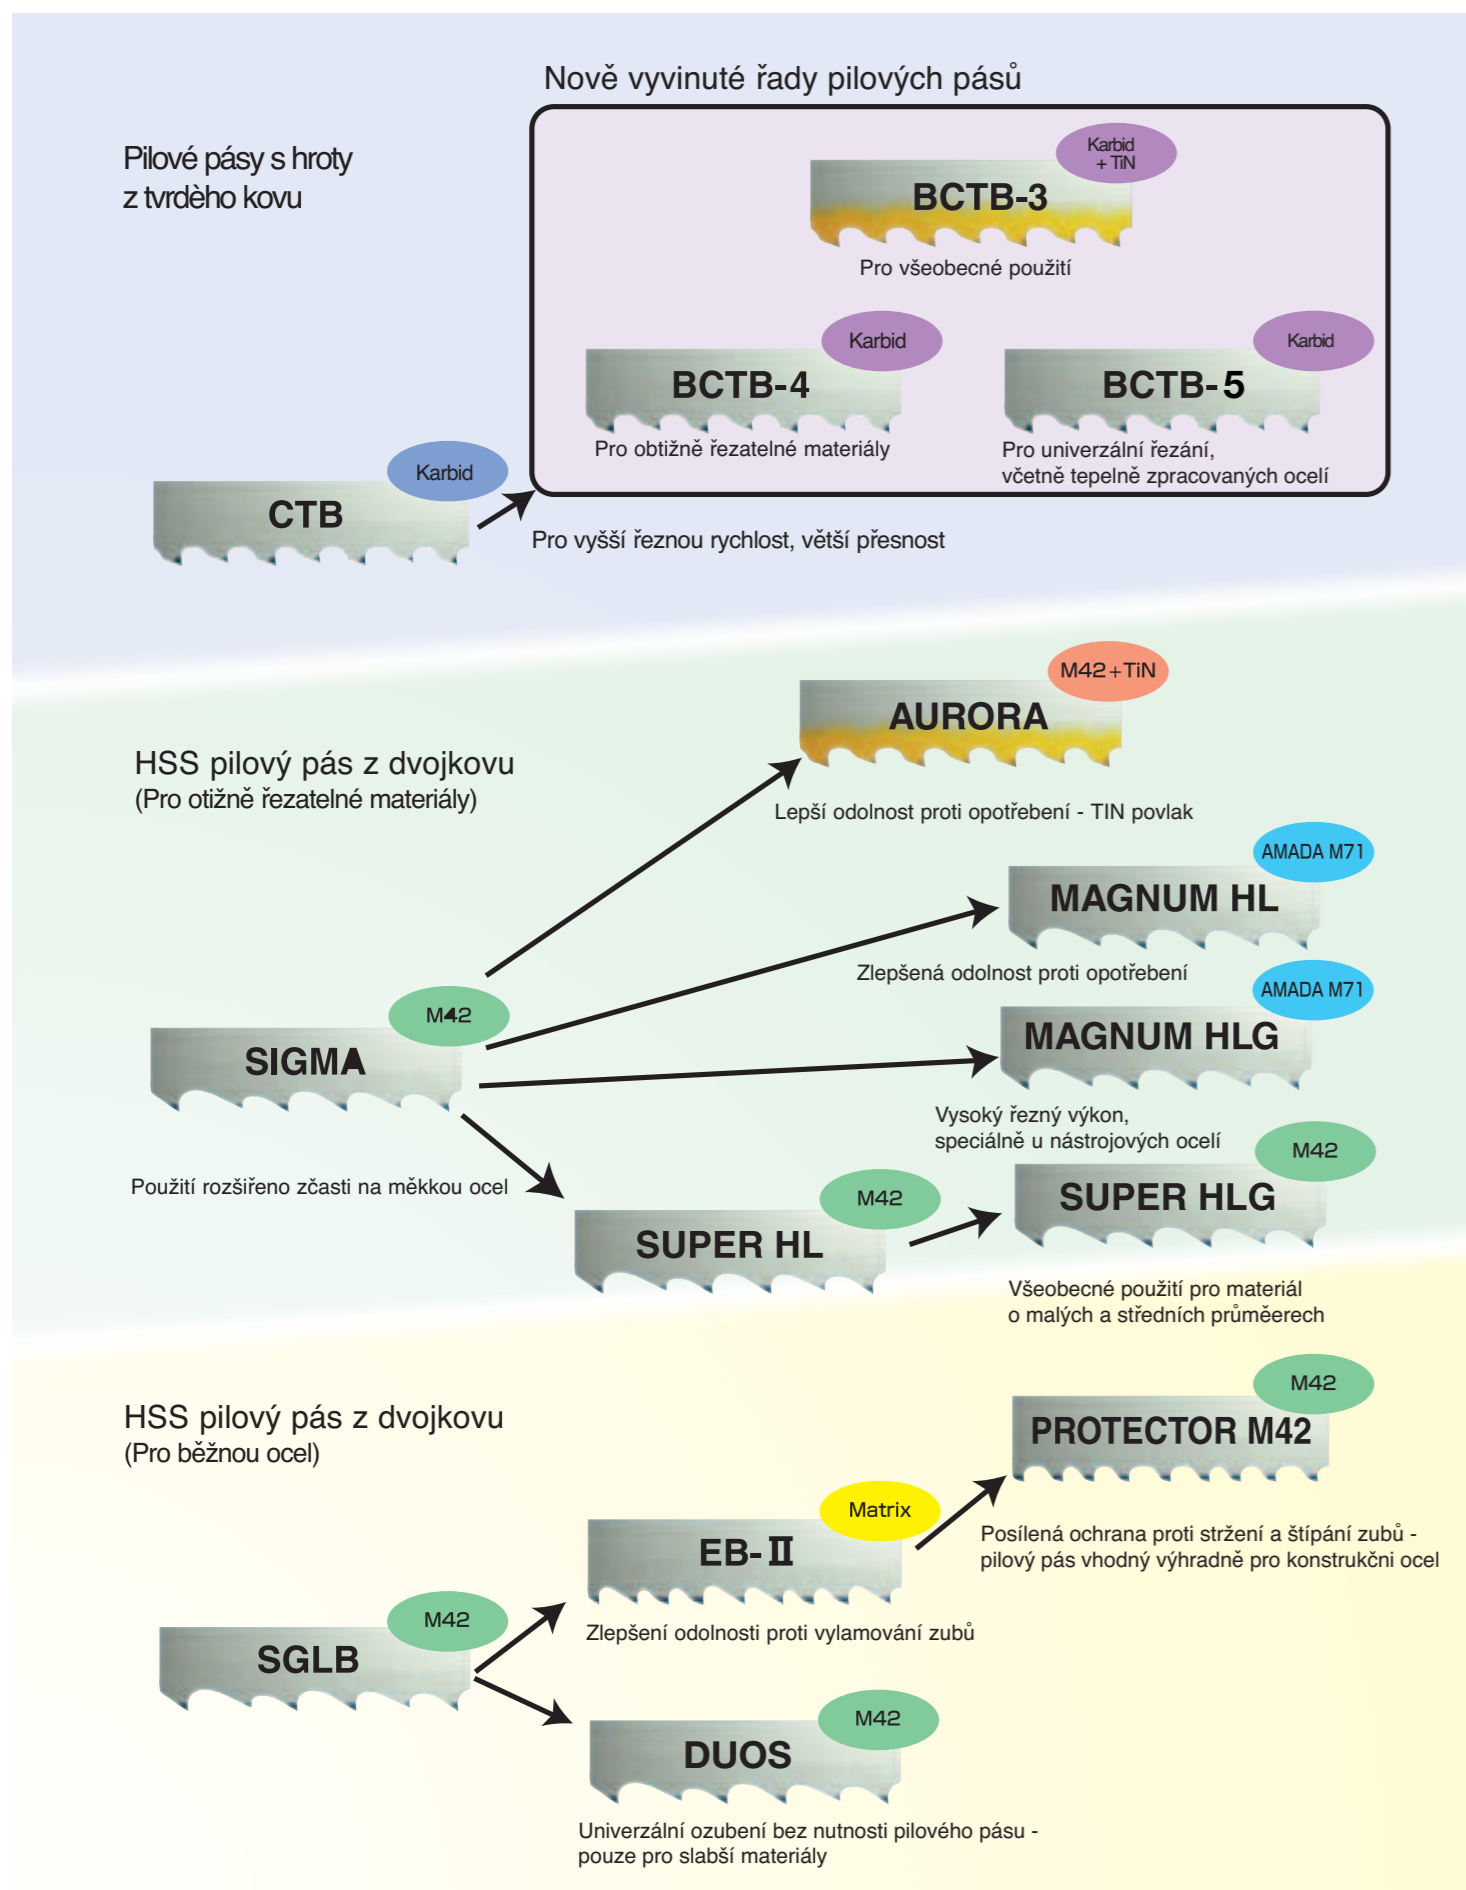 Nově vyvinuté řady pilových pásů
Pilové pásy s hroty
z tvrdèho kovu
Karbid
+ TiN
BCTB-3
Pro všeobecné použití
Karbid
BCTB-4
Pro obtižně řezatelné materiály
Karbid
BCTB-5
Pro univerzální řezání,
včetně tepelně zpracovaných ocelí
Karbid
CTB
Pro vyšší řeznou rychlost, větší přesnost
HSS pilový pás z dvojkovu
(Pro otižně řezatelné materiály)
M42+TiN
AURORA
Lepší odolnost proti opotřebení - TIN povlak
AMADA M71
MAGNUM HL
Zlepšená odolnost proti opotřebení
AMADA M71
MAGNUM HLG
Vysoký řezný výkon,
speciálně u nástrojových ocelí
M42
SIGMA
Použití rozšiřeno zčasti na měkkou ocel
M42
SUPER HL
M42
SUPER HLG
Všeobecné použití pro materiál
o malých a středních průměerech
HSS pilový pás z dvojkovu
(Pro běžnou ocel)
M42
PROTECTOR M42
Posílená ochrana proti stržení a štípání zubů -
pilový pás vhodný výhradně pro konstrukčni ocel
Matrix
EB-II
Zlepšení odolnosti proti vylamování zubů
M42
SGLB
M42
DUOS
Univerzální ozubení bez nutnosti pilového pásu -
pouze pro slabší materiály